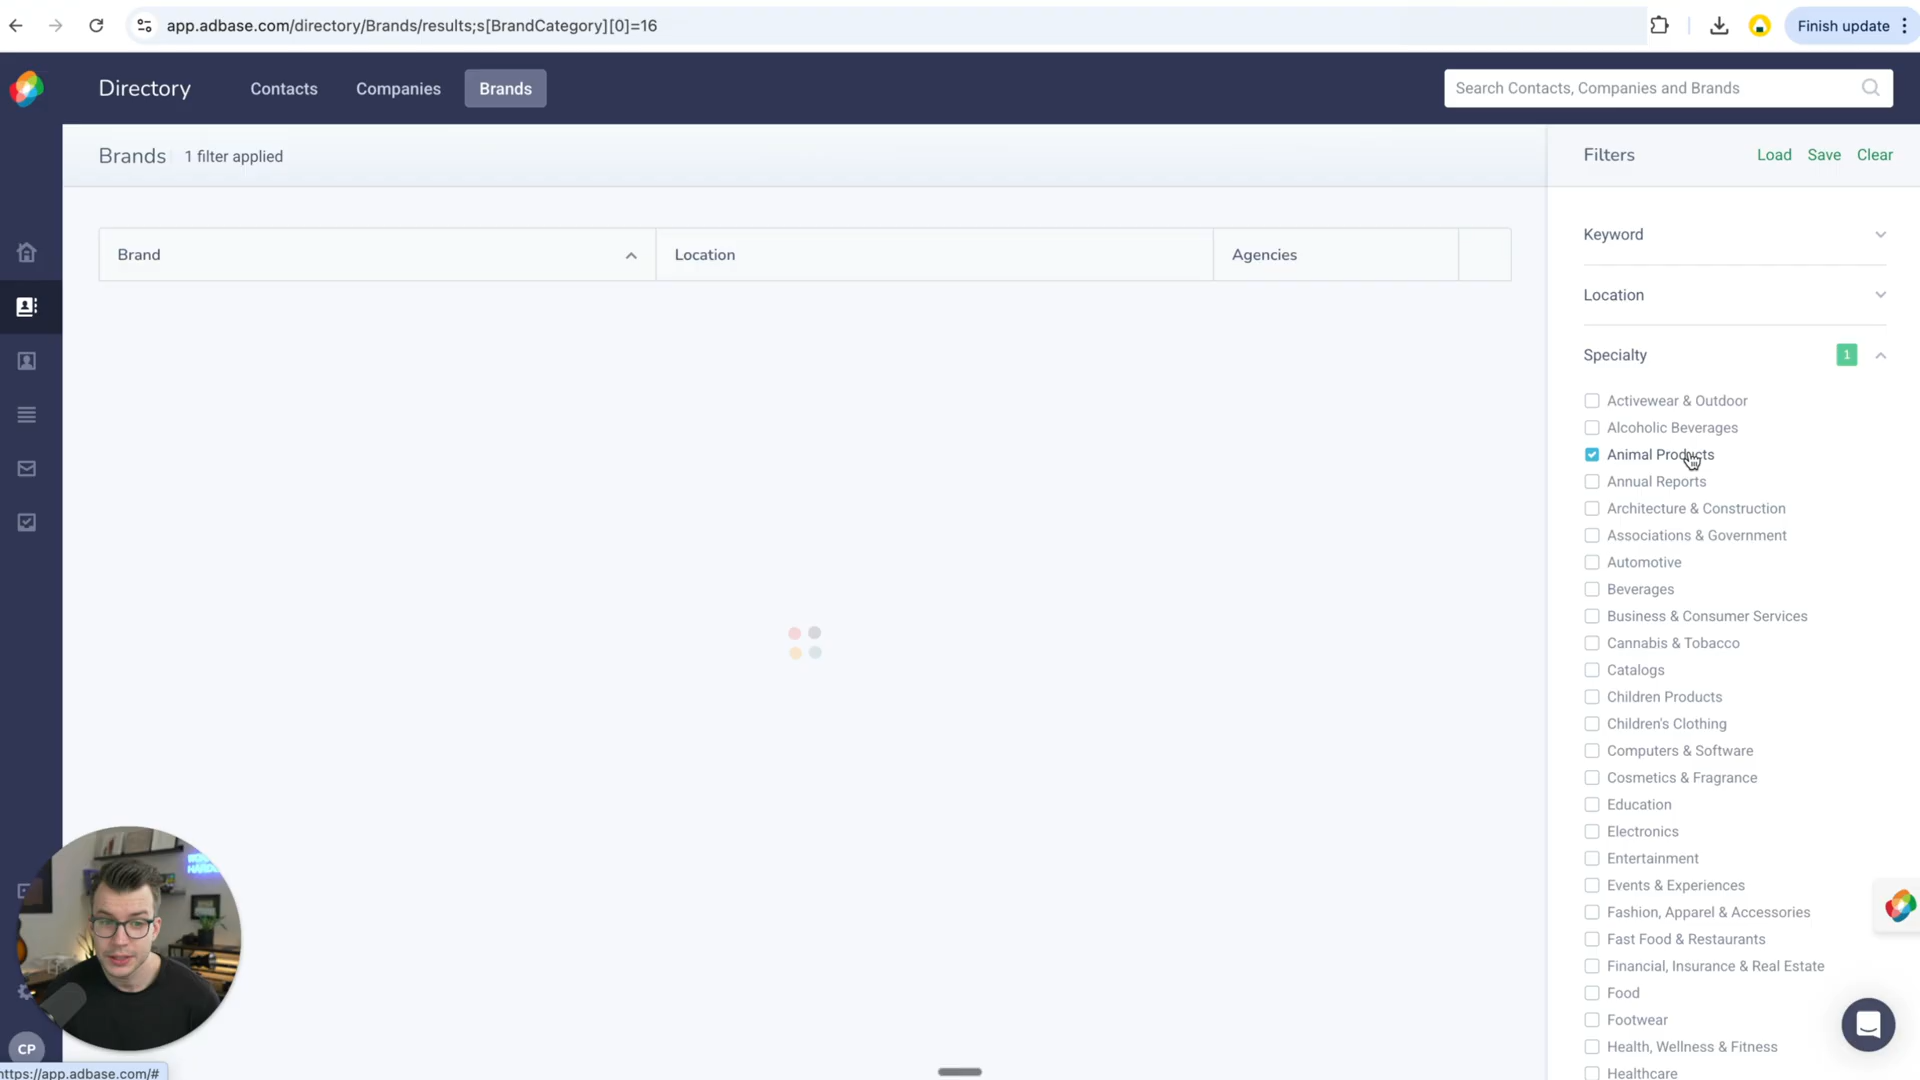 app.adbase.com/directory/Brands/results;s[BrandCategory][0]=16
Finish update
Directory
Contacts
Companies
Brands
Search Contacts, Companies and Brands
Brands
1 filter applied
Filters
Load
Save
Clear
Brand
Location
Agencies
Keyword
Location
Specialty
1
Activewear & Outdoor
Alcoholic Beverages
Animal Products
Annual Reports
Architecture & Construction
Associations & Government
Automotive
Beverages
Business & Consumer Services
Cannabis & Tobacco
Catalogs
Children Products
Children's Clothing
Computers & Software
Cosmetics & Fragrance
Education
Electronics
Entertainment
Events & Experiences
Fashion, Apparel & Accessories
Fast Food & Restaurants
Financial, Insurance & Real Estate
Food
Footwear
Health, Wellness & Fitness
Healthcare
CP
https://app.adbase.com/#